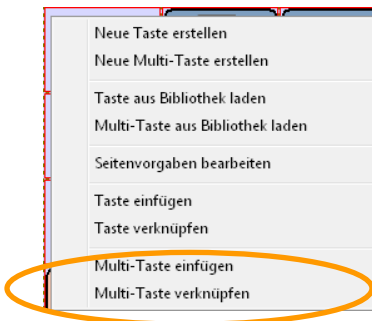 Neue Taste erstellen
Neue Multi-Taste erstellen
Taste aus Bibliothek laden
Multi-Taste aus Bibliothek laden
Seitenvorgaben bearbeiten
Taste einfügen
Taste verknüpfen
Multi-Taste einfügen
Multi-Taste verknüpfen